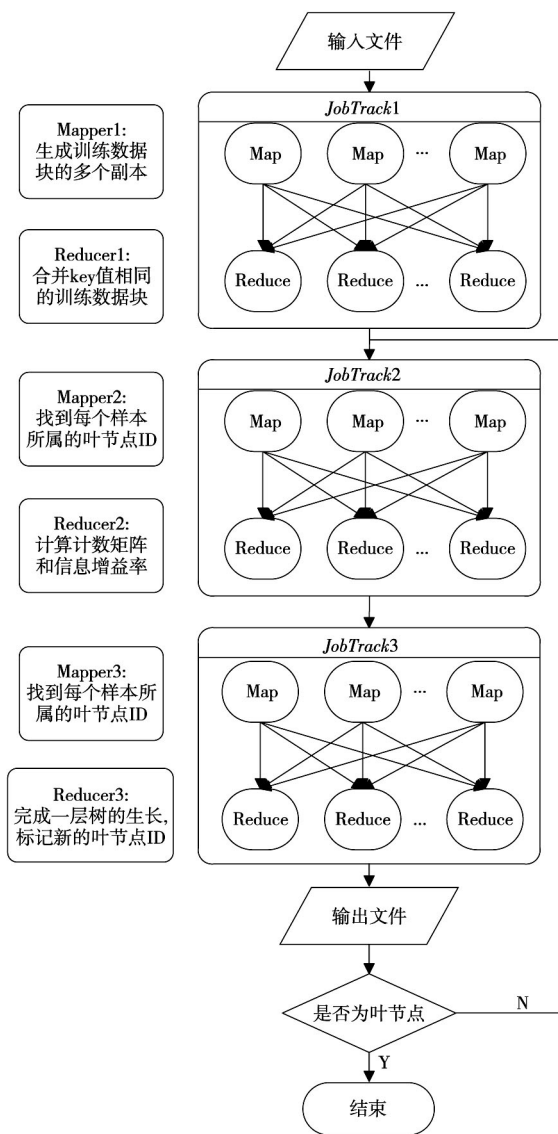 输入文件
JobTrack1
Mapper1:
生成训练数据
块的多个副本
Map
Map
...
Map
Reducer1:
合并key值相同
的训练数据块
Reduce
Reduce
...
Reduce
JobTrack2
Mapper2:
找到每个样本
所属的叶节点ID
Map
Map
...
Map
Reducer2:
计算计数矩阵
和信息增益率
Reduce
Reduce
...
Reduce
JobTrack3
Mapper3:
找到每个样本所
属的叶节点ID
Map
Map
...
Map
Reducer3:
完成一层树的生长,
标记新的叶节点ID
Reduce
Reduce
...
Reduce
输出文件
是否为叶节点
N
Y
结束